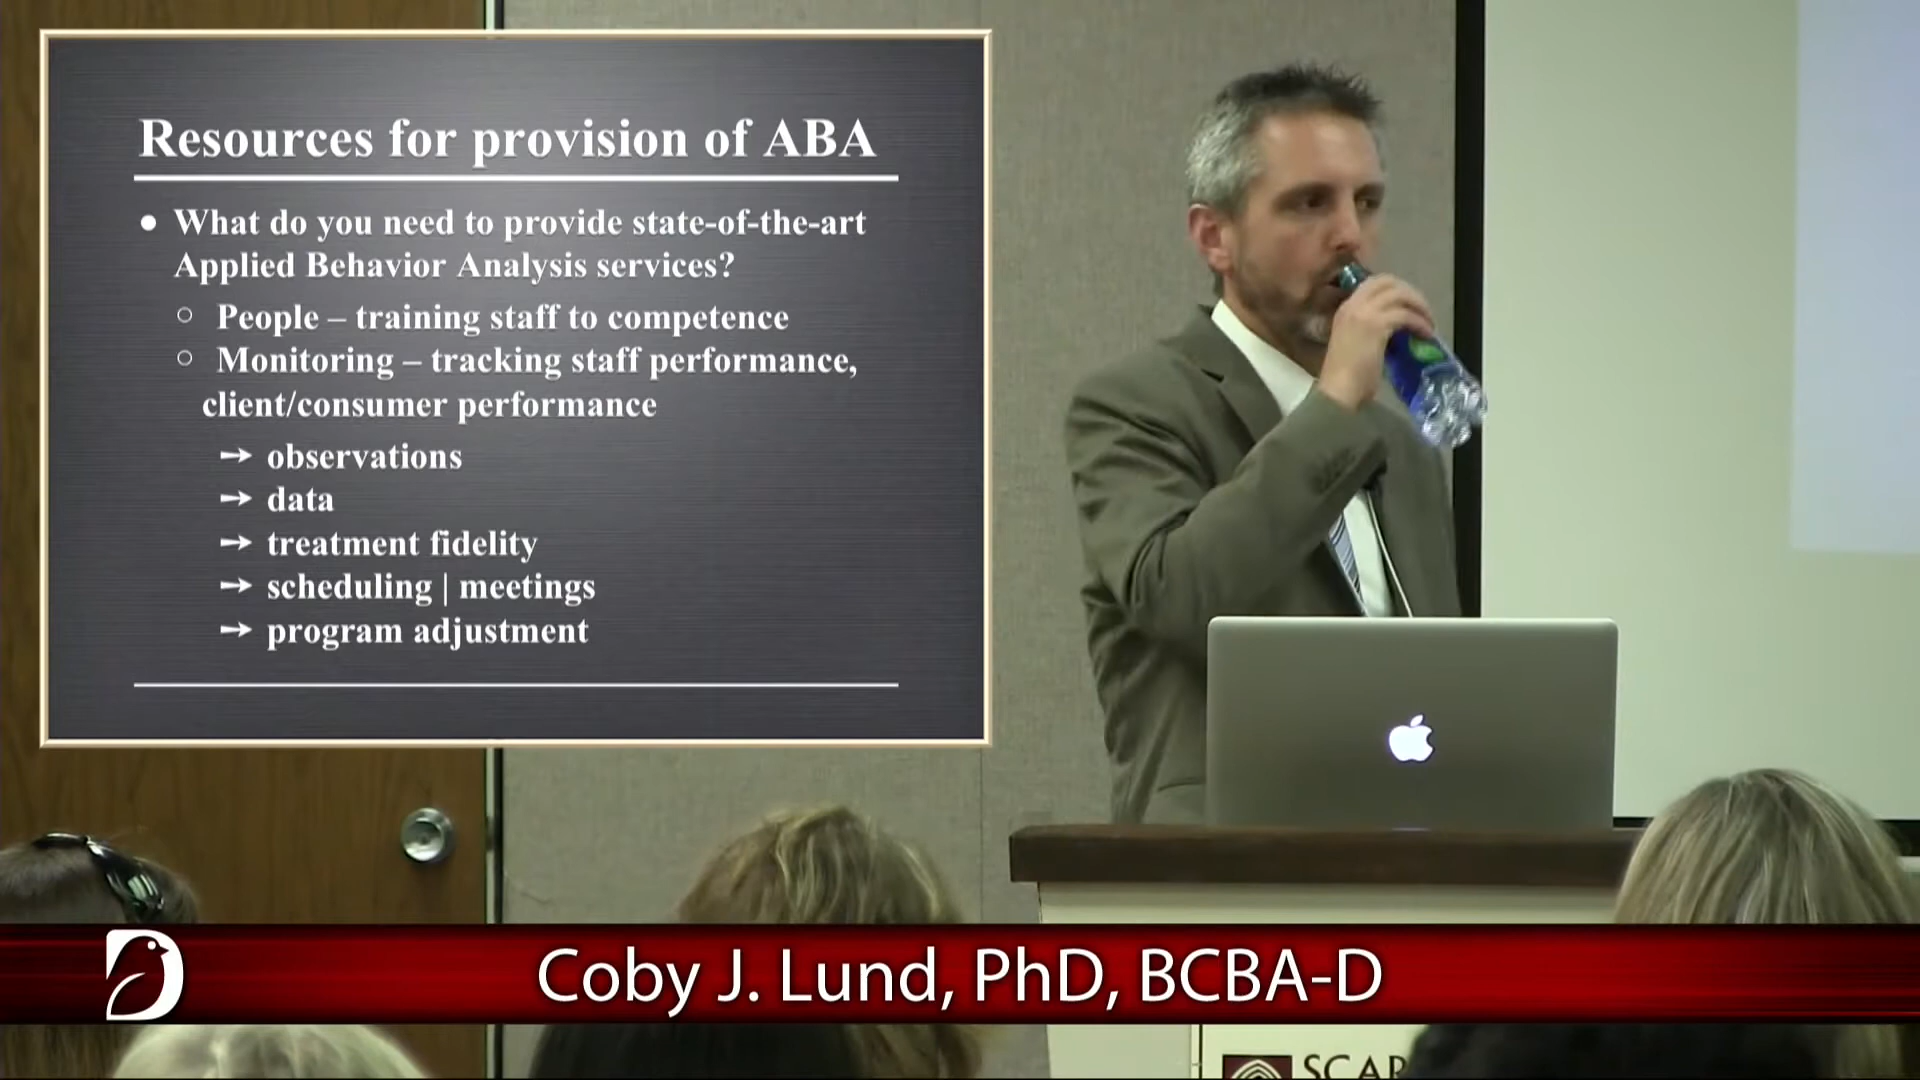 Resources for provision of ABA
● What do you need to provide state-of-the-art
Applied Behavior Analysis services?
○ People – training staff to competence
○ Monitoring – tracking staff performance,
client/consumer performance
→ observations
→ data
→ treatment fidelity
→ scheduling | meetings
→ program adjustment
Coby J. Lund, PhD, BCBA-D